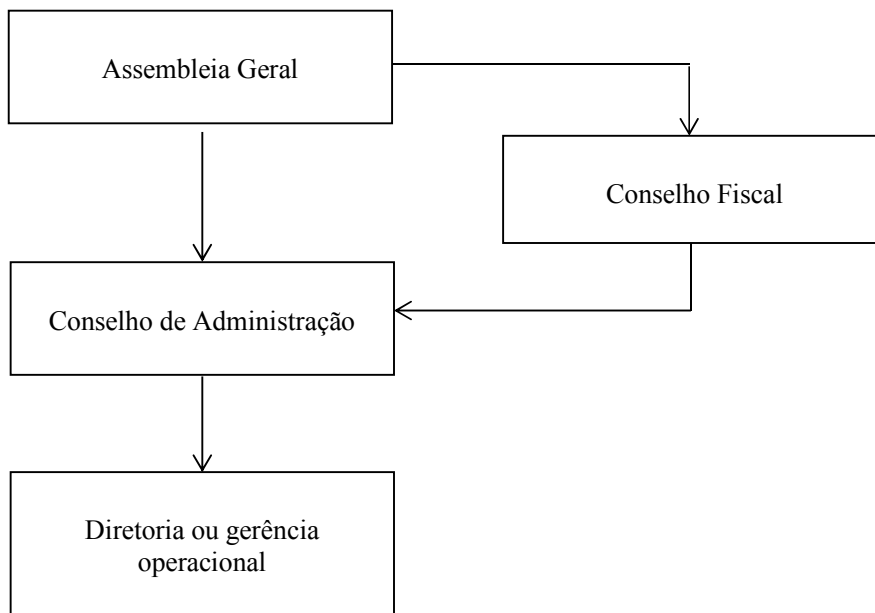 Assembleia Geral
Conselho Fiscal
Conselho de Administração
Diretoria ou gerência
operacional